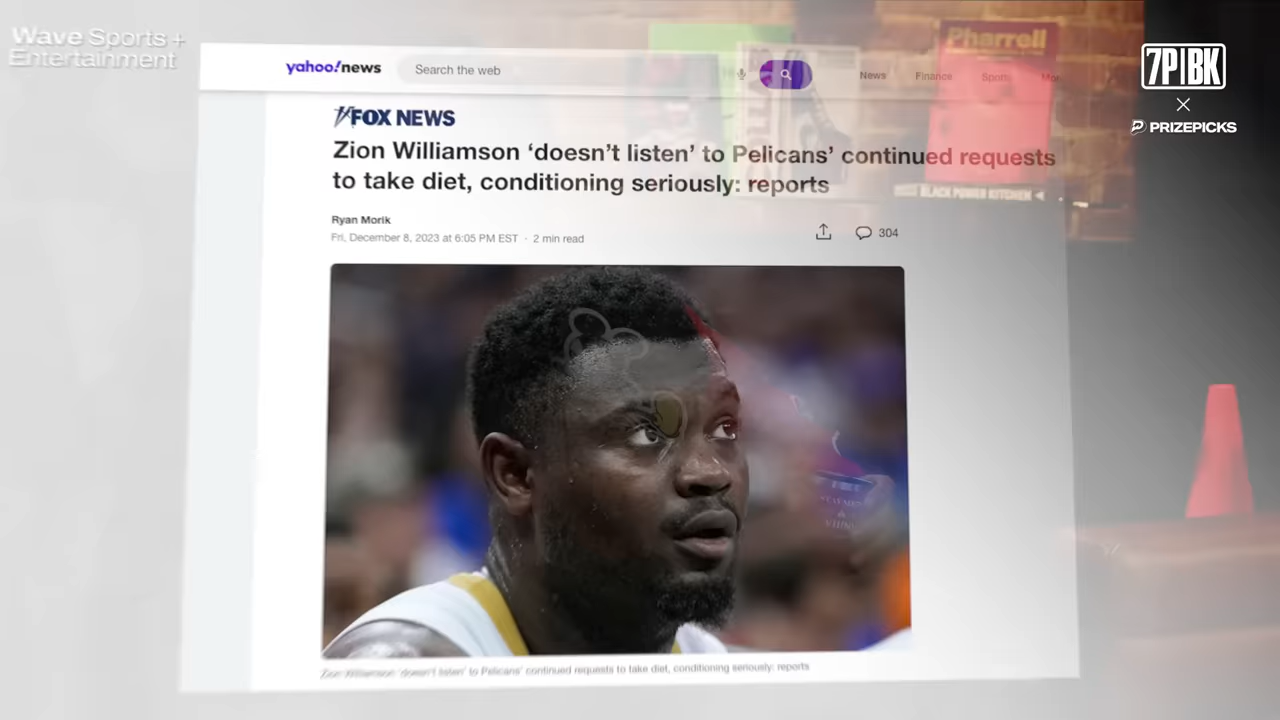 Wave Sports +
Entertainment
yahoo!news
Search the web
News
Finance
Sports
Pharrell
7PM|BK
PRIZEPICKS
FOX NEWS
Zion Williamson ‘doesn’t listen’ to Pelicans’ continued requests
to take diet, conditioning seriously: reports
BLACK POWER KITCHEN
Ryan Morik
Fri, December 8, 2023 at 6:05 PM EST · 2 min read
304
Zion Williamson ‘doesn’t listen’ to Pelicans’ continued requests to take diet, conditioning seriously: reports